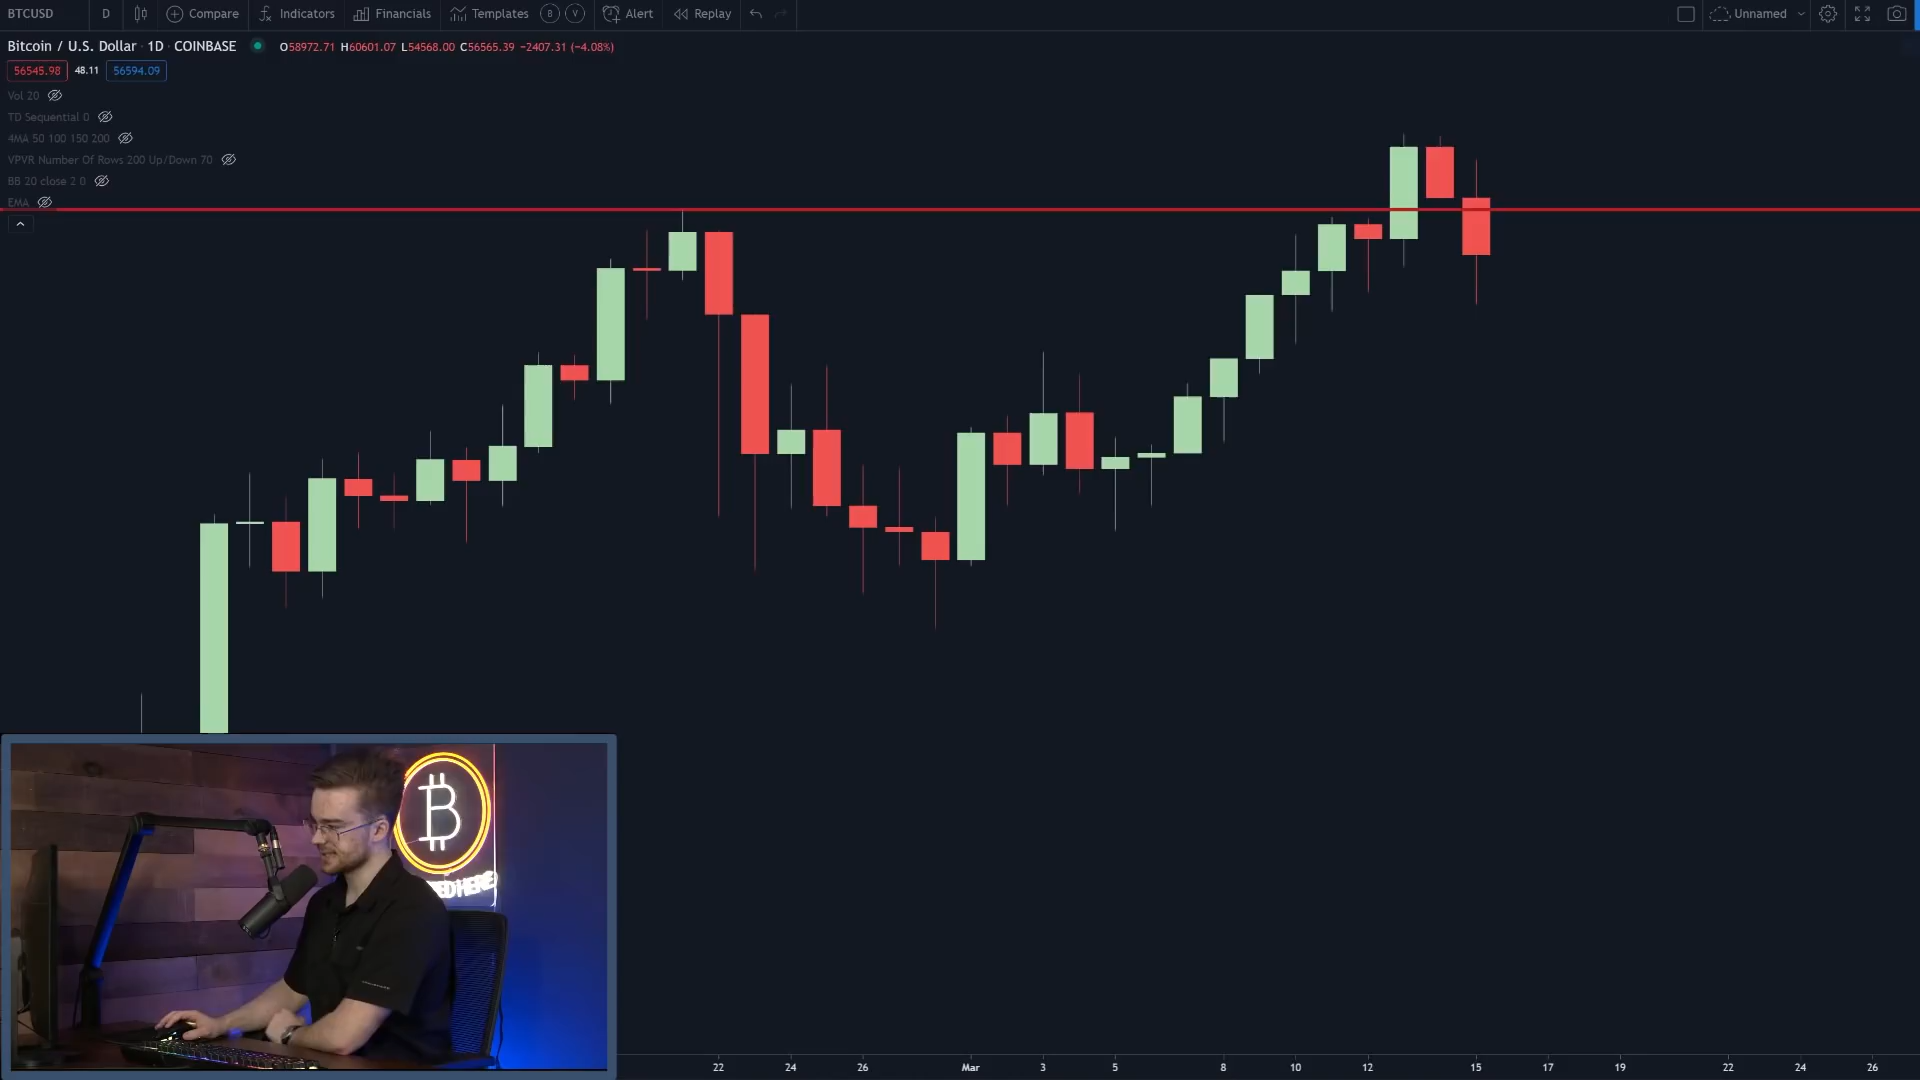 BTCUSD D Compare Indicators Financials Templates B V Alert Replay Unnamed
Bitcoin / U.S. Dollar · 1D · COINBASE O58972.71 H60601.07 L54568.00 C56565.39 −2407.31 (−4.08%)
56545.98 48.11 56594.09
Vol 20
TD Sequential 0
4MA 50 100 150 200
VPVR Number Of Rows 200 Up/Down 70
BB 20 close 2 0
EMA
22 24 26 Mar 3 5 8 10 12 15 17 19 22 24 26